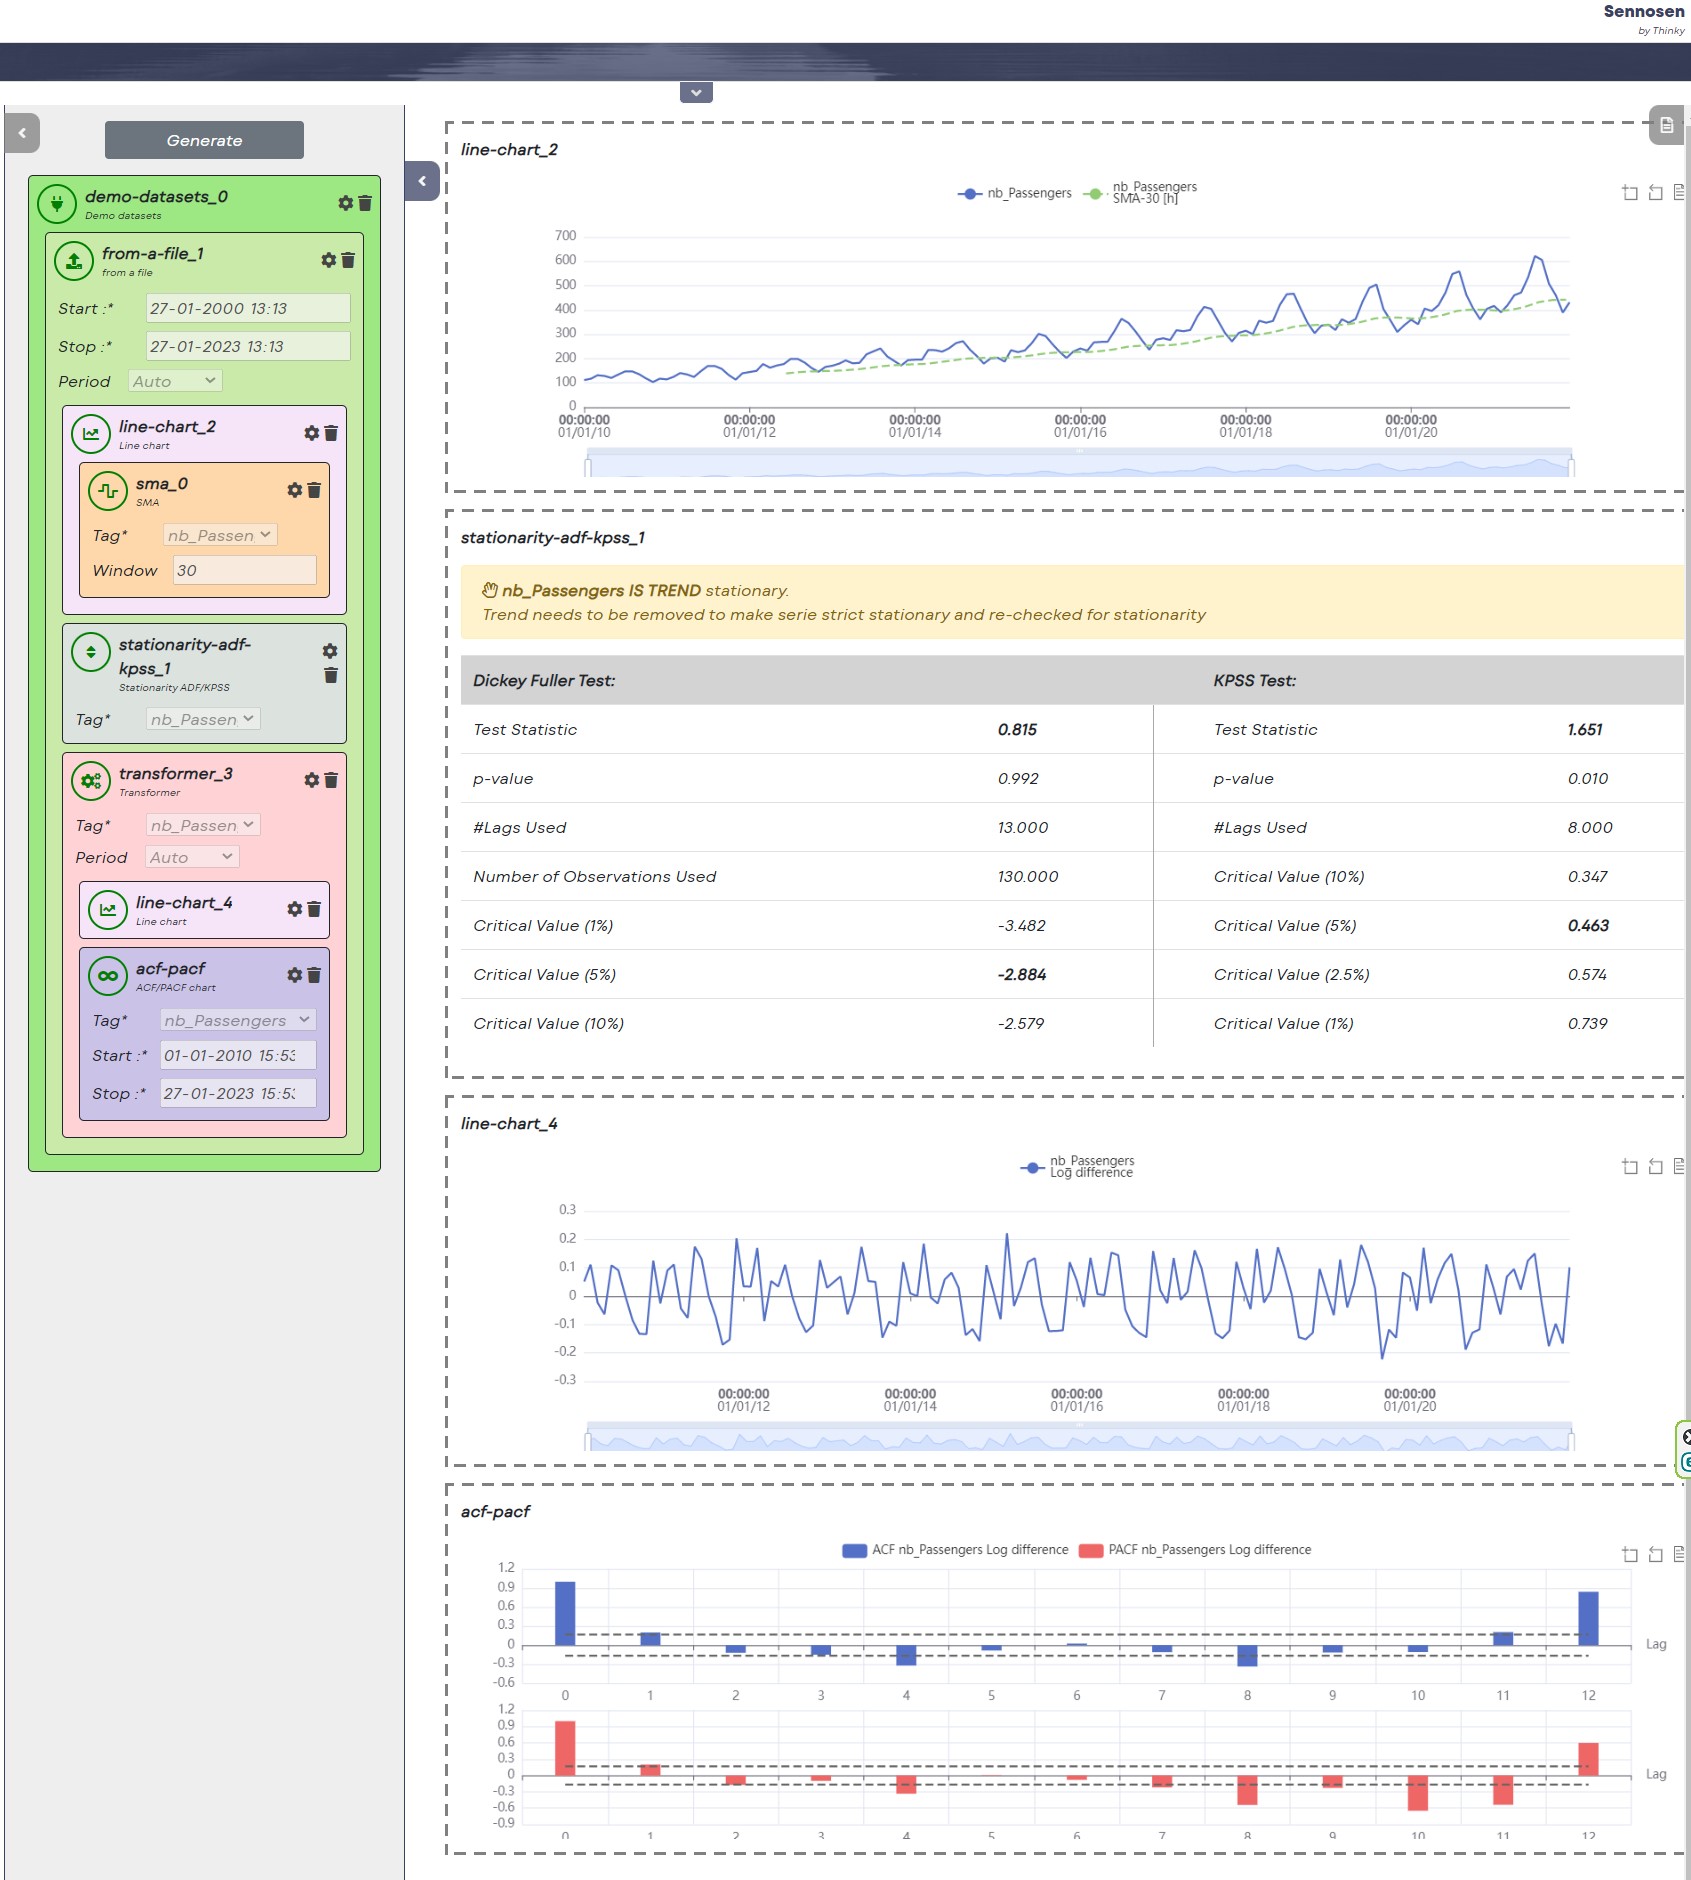 Sennosen
by Thinky
Generate
demo-datasets_0
Demo datasets
from-a-file_1
from a file
Start :* 27-01-2000 13:13
Stop :* 27-01-2023 13:13
Period Auto
line-chart_2
Line chart
sma_0
SMA
Tag* nb_Passen
Window 30
stationarity-adf-
kpss_1
Stationarity ADF/KPSS
Tag* nb_Passen
transformer_3
Transformer
Tag* nb_Passen
Period Auto
line-chart_4
Line chart
acf-pacf
ACF/PACF chart
Tag* nb_Passengers
Start :* 01-01-2010 15:53
Stop :* 27-01-2023 15:53
line-chart_2
nb_Passengers nb_Passengers
SMA-30 [h]
700
600
500
400
300
200
100
0
00:00:00 00:00:00 00:00:00 00:00:00 00:00:00 00:00:00
01/01/10 01/01/12 01/01/14 01/01/16 01/01/18 01/01/20
stationarity-adf-kpss_1
nb_Passengers IS TREND stationary.
Trend needs to be removed to make serie strict stationary and re-checked for stationarity
Dickey Fuller Test: KPSS Test:
Test Statistic 0.815 Test Statistic 1.651
p-value 0.992 p-value 0.010
#Lags Used 13.000 #Lags Used 8.000
Number of Observations Used 130.000 Critical Value (10%) 0.347
Critical Value (1%) -3.482 Critical Value (5%) 0.463
Critical Value (5%) -2.884 Critical Value (2.5%) 0.574
Critical Value (10%) -2.579 Critical Value (1%) 0.739
line-chart_4
nb_Passengers
Log difference
0.3
0.2
0.1
0
-0.1
-0.2
-0.3
00:00:00 00:00:00 00:00:00 00:00:00 00:00:00
01/01/12 01/01/14 01/01/16 01/01/18 01/01/20
acf-pacf
ACF nb_Passengers Log difference PACF nb_Passengers Log difference
1.2
0.9
0.6
0.3
0 Lag
-0.3
-0.6
0 1 2 3 4 5 6 7 8 9 10 11 12
1.2
0.9
0.6
0.3
0 Lag
-0.3
-0.6
-0.9
0 1 2 3 4 5 6 7 8 9 10 11 12